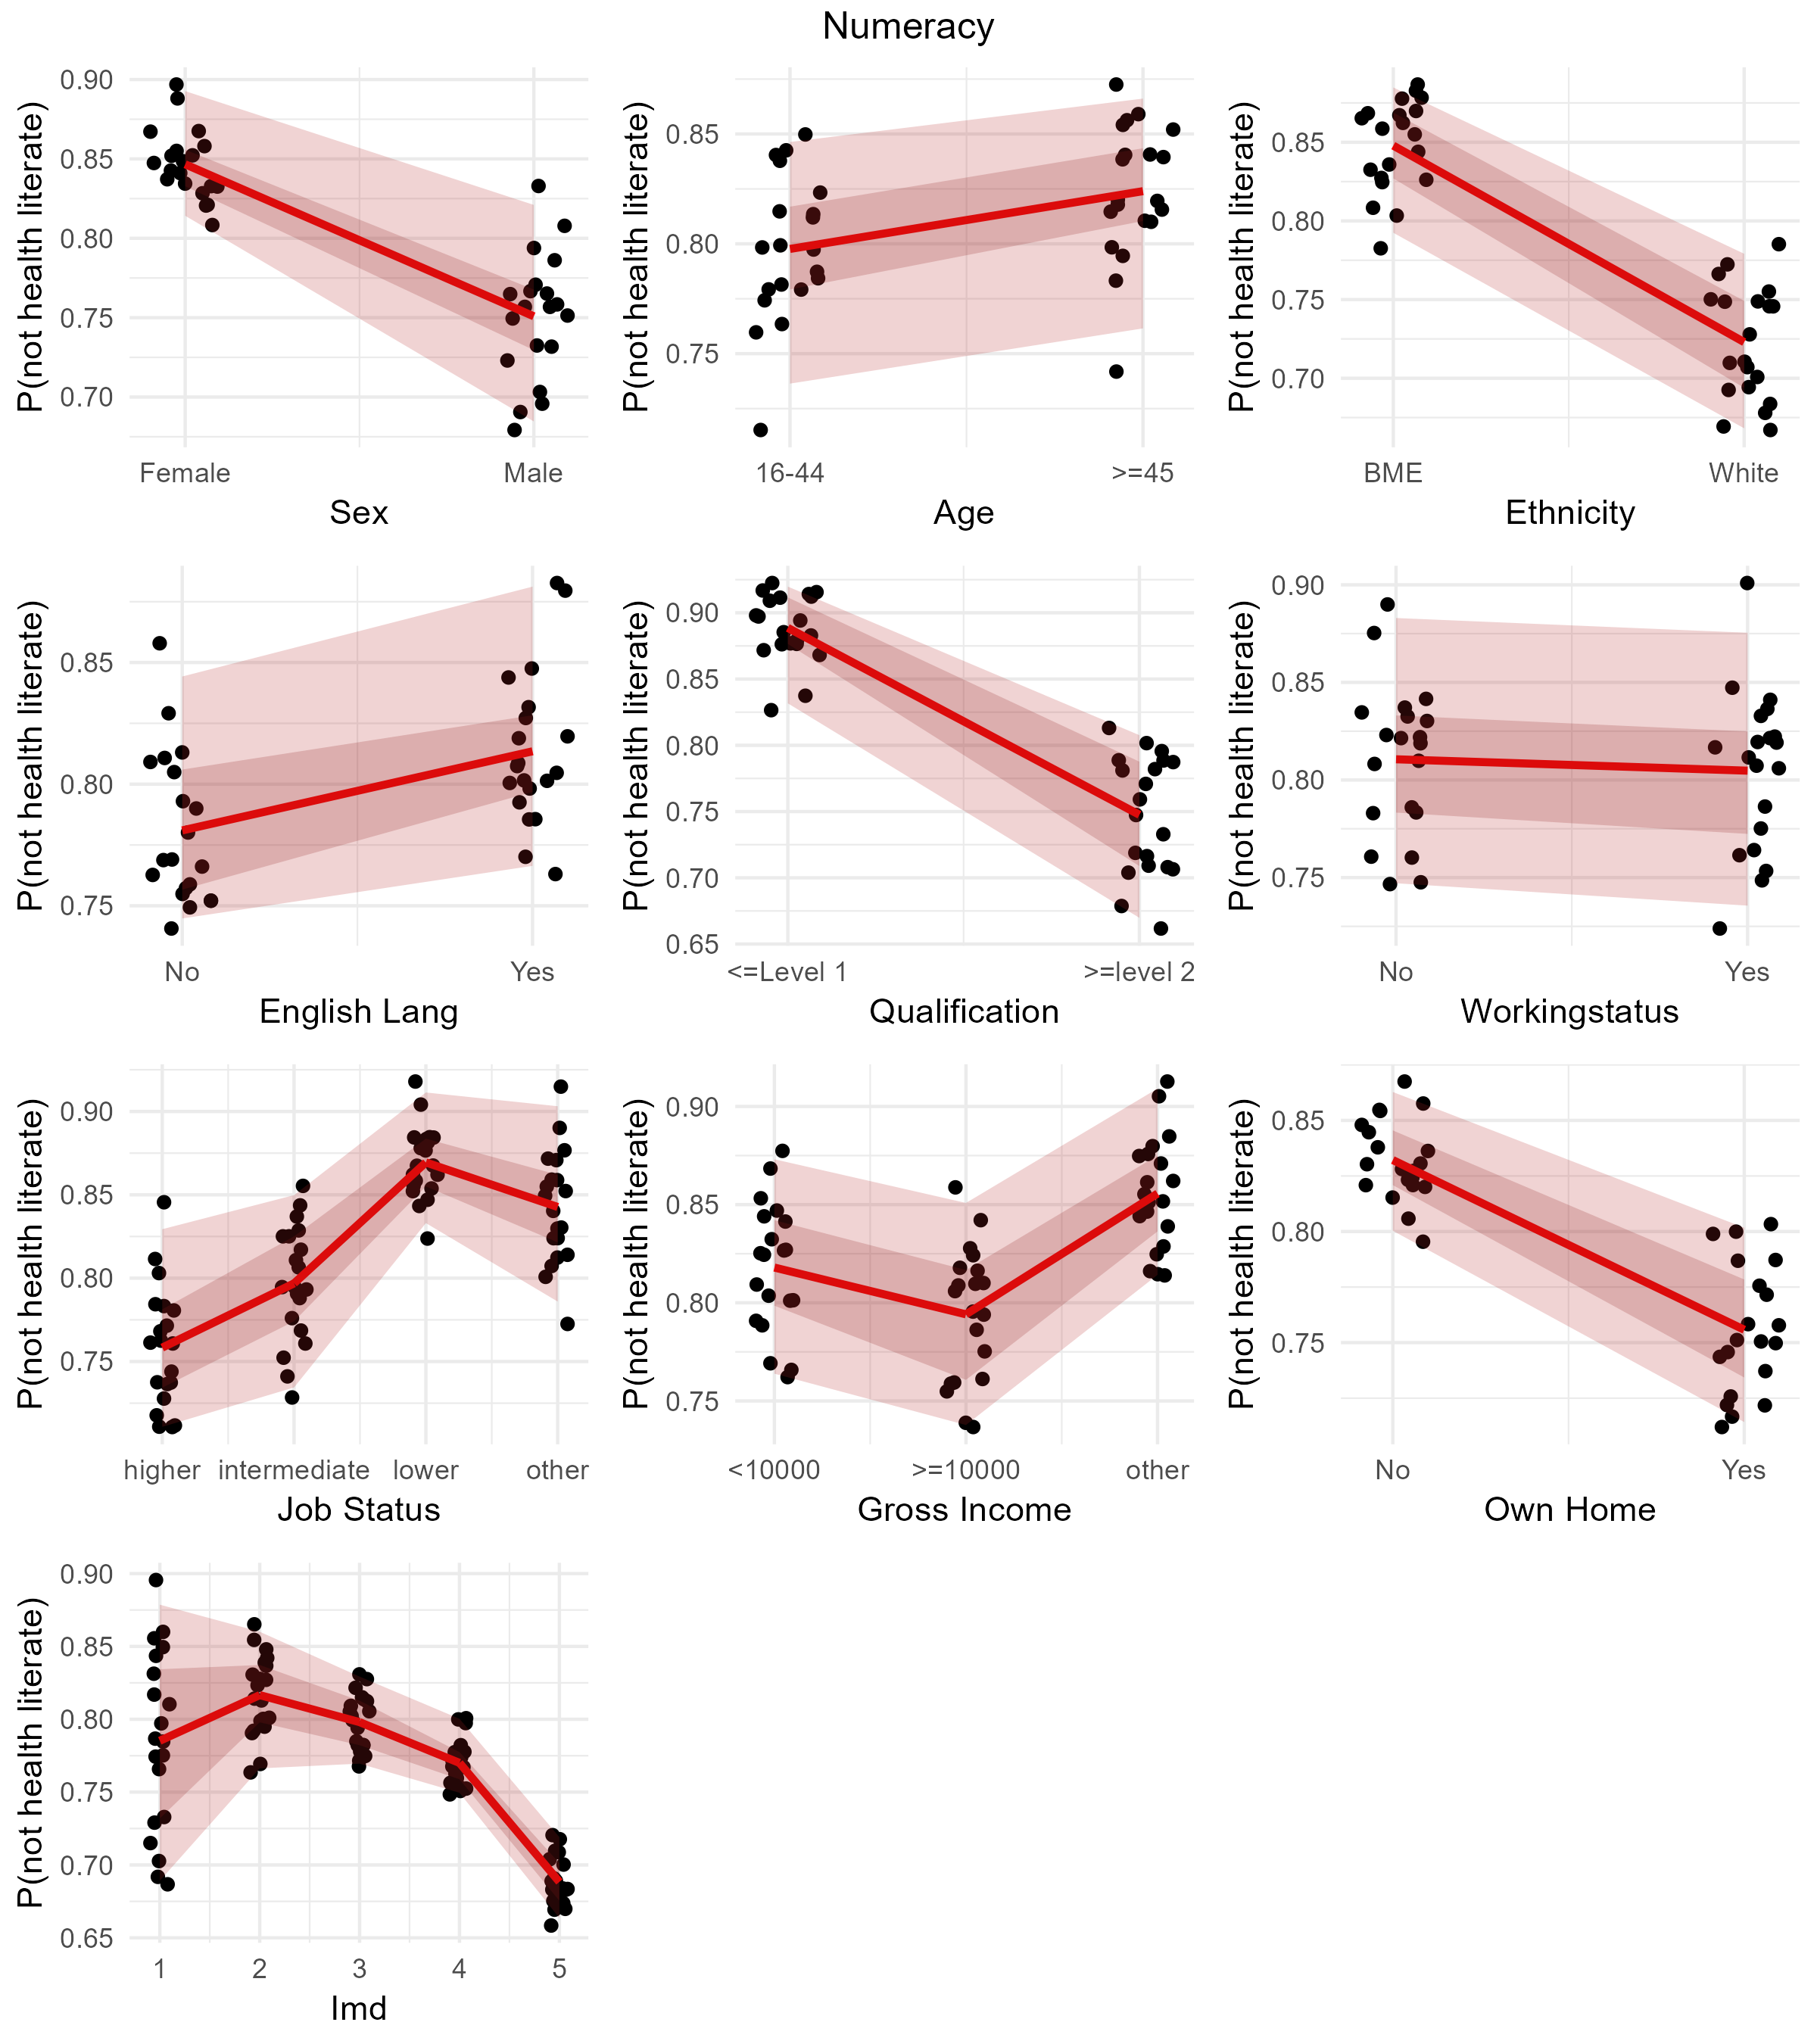 Numeracy
P(not health literate)
0.90
0.85
0.80
0.75
0.70
Female
Male
Sex
P(not health literate)
0.85
0.80
0.75
16-44
>=45
Age
P(not health literate)
0.85
0.80
0.75
0.70
BME
White
Ethnicity
P(not health literate)
0.85
0.80
0.75
No
Yes
English Lang
P(not health literate)
0.90
0.85
0.80
0.75
0.70
0.65
<=Level 1
>=level 2
Qualification
P(not health literate)
0.90
0.85
0.80
0.75
No
Yes
Workingstatus
P(not health literate)
0.90
0.85
0.80
0.75
higher
intermediate
lower
other
Job Status
P(not health literate)
0.90
0.85
0.80
0.75
<10000
>=10000
other
Gross Income
P(not health literate)
0.85
0.80
0.75
No
Yes
Own Home
P(not health literate)
0.90
0.85
0.80
0.75
0.70
0.65
1
2
3
4
5
Imd